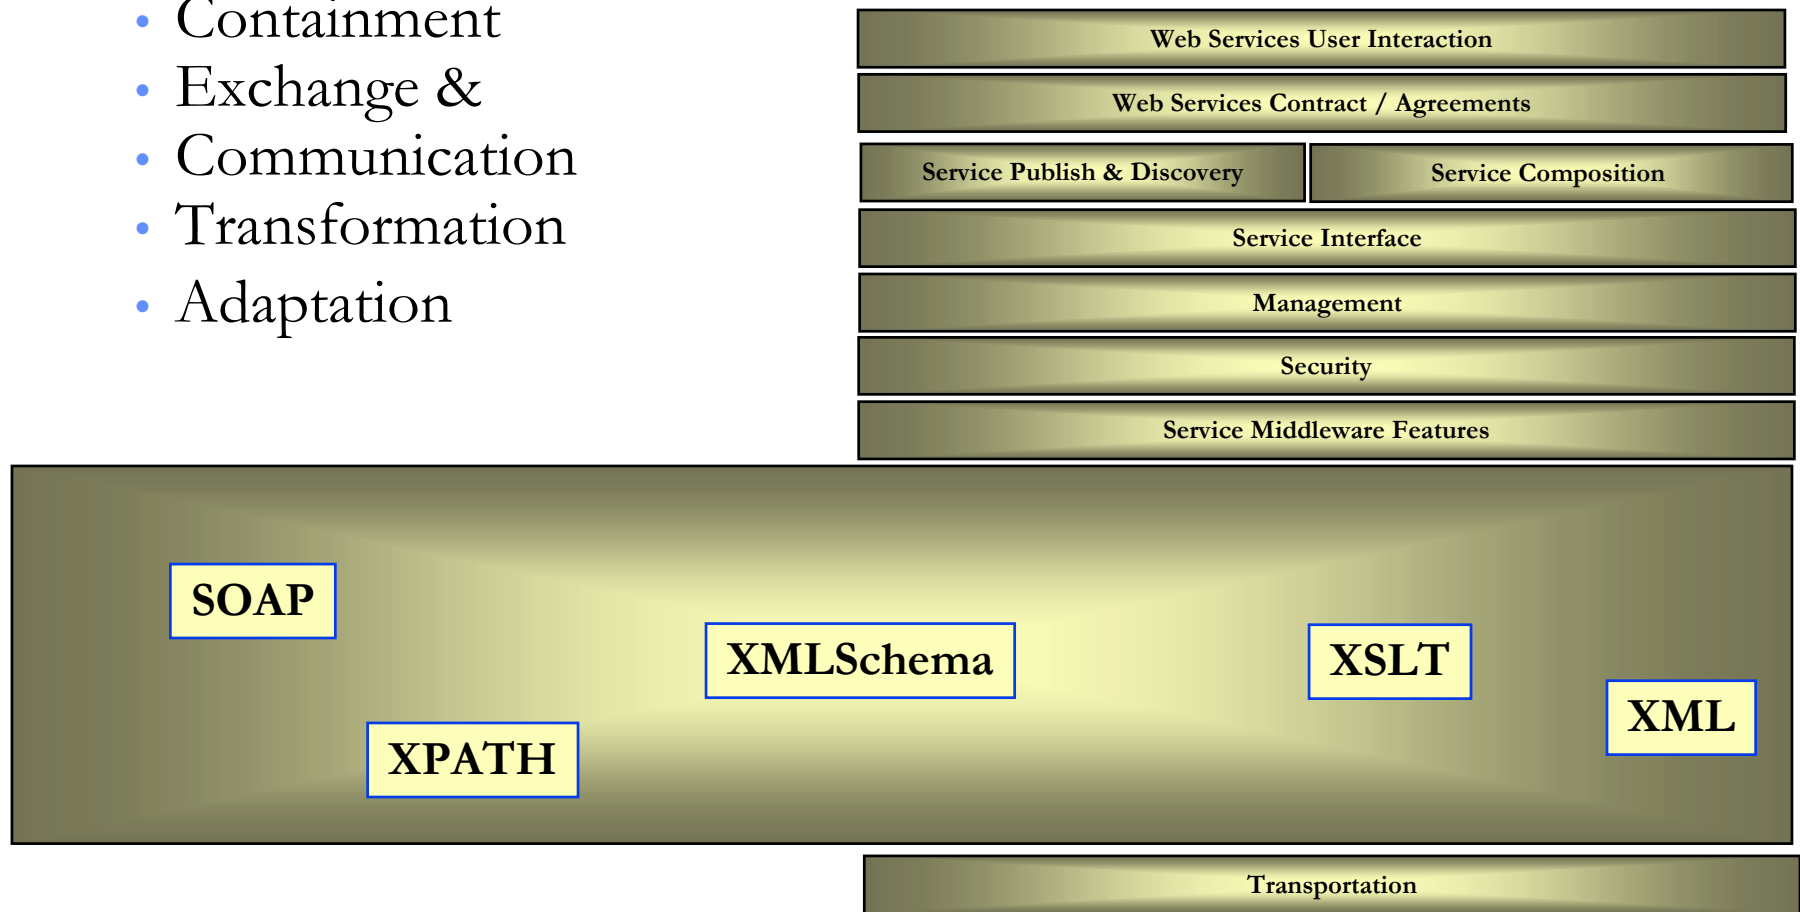 • Containment
• Exchange &
• Communication
• Transformation
• Adaptation
Web Services User Interaction
Web Services Contract / Agreements
Service Publish & Discovery
Service Composition
Service Interface
Management
Security
Service Middleware Features
SOAP
XMLSchema
XSLT
XML
XPATH
Transportation